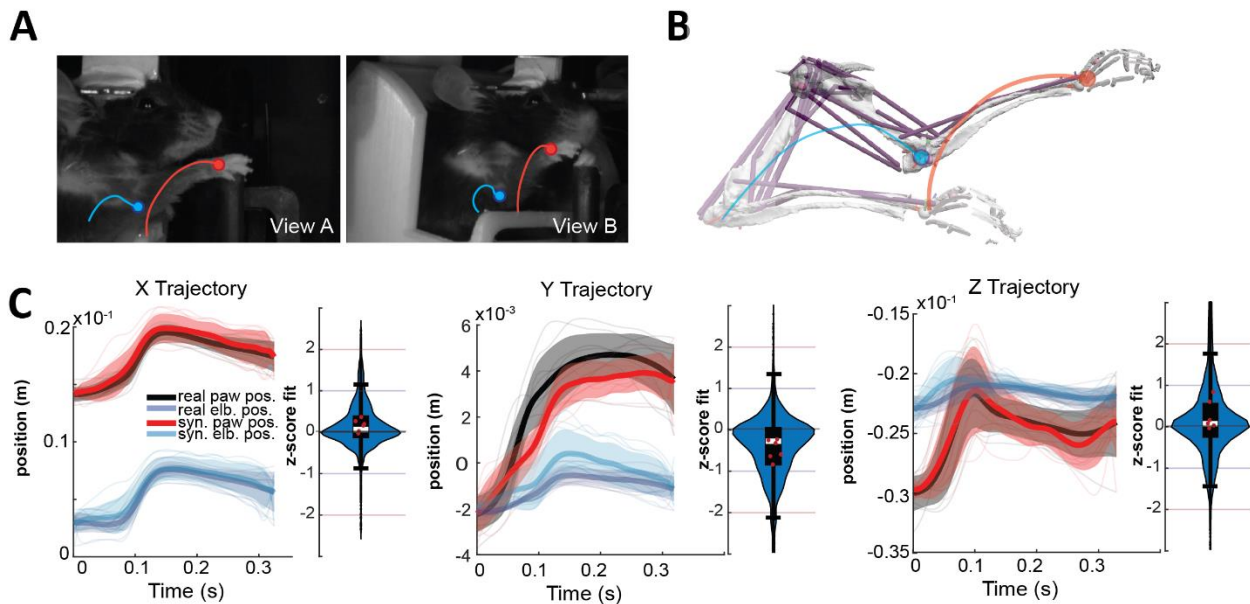 A
B
View A
View B
C
X Trajectory
x10⁻¹
0.2
0.1
0
position (m)
real paw pos.
real elb. pos.
syn. paw pos.
syn. elb. pos.
0 0.1 0.2 0.3
Time (s)
z-score fit
2
1
0
-1
-2
Y Trajectory
x10⁻³
6
4
2
0
-2
-4
position (m)
0 0.1 0.2 0.3
Time (s)
z-score fit
2
1
0
-1
-2
Z Trajectory
x10⁻¹
-0.15
-0.2
-0.25
-0.3
-0.35
position (m)
0 0.1 0.2 0.3
Time (s)
z-score fit
2
1
0
-1
-2